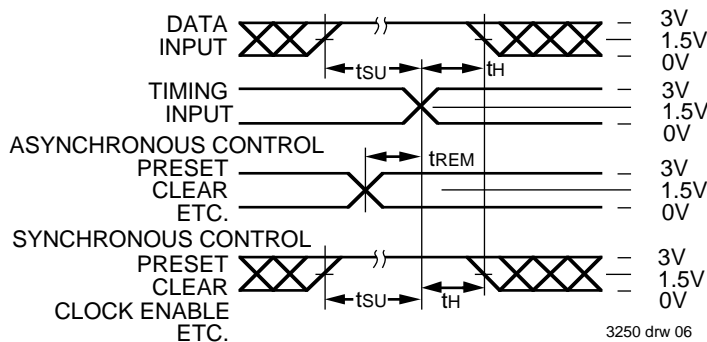 DATA
INPUT
3V
1.5V
0V
tSU
tH
TIMING
INPUT
3V
1.5V
0V
ASYNCHRONOUS CONTROL
PRESET
CLEAR
ETC.
tREM
3V
1.5V
0V
SYNCHRONOUS CONTROL
PRESET
CLEAR
CLOCK ENABLE
ETC.
tSU
tH
3V
1.5V
0V
3250 drw 06